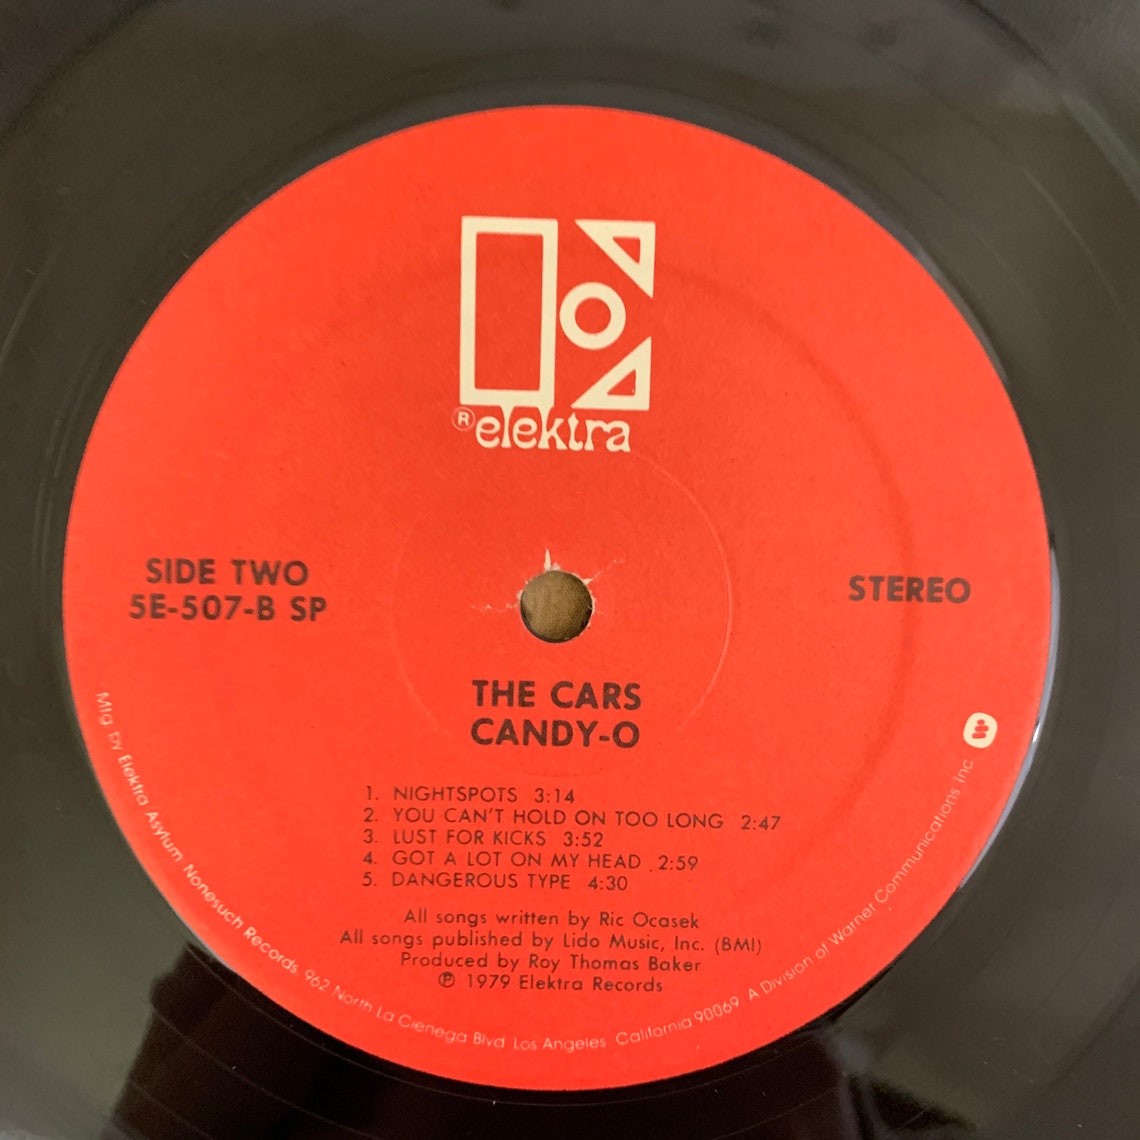 ® elektra
SIDE TWO
5E-507-B SP
STEREO
THE CARS
CANDY-O
1. NIGHTSPOTS 3:14
2. YOU CAN'T HOLD ON TOO LONG 2:47
3. LUST FOR KICKS 3:52
4. GOT A LOT ON MY HEAD 2:59
5. DANGEROUS TYPE 4:30
All songs written by Ric Ocasek
All songs published by Lido Music, Inc. (BMI)
Produced by Roy Thomas Baker
℗ 1979 Elektra Records
Mfg. by Elektra Asylum Nonesuch Records 962 North La Cienega Blvd Los Angeles California 90069 A Division of Warner Communications Inc